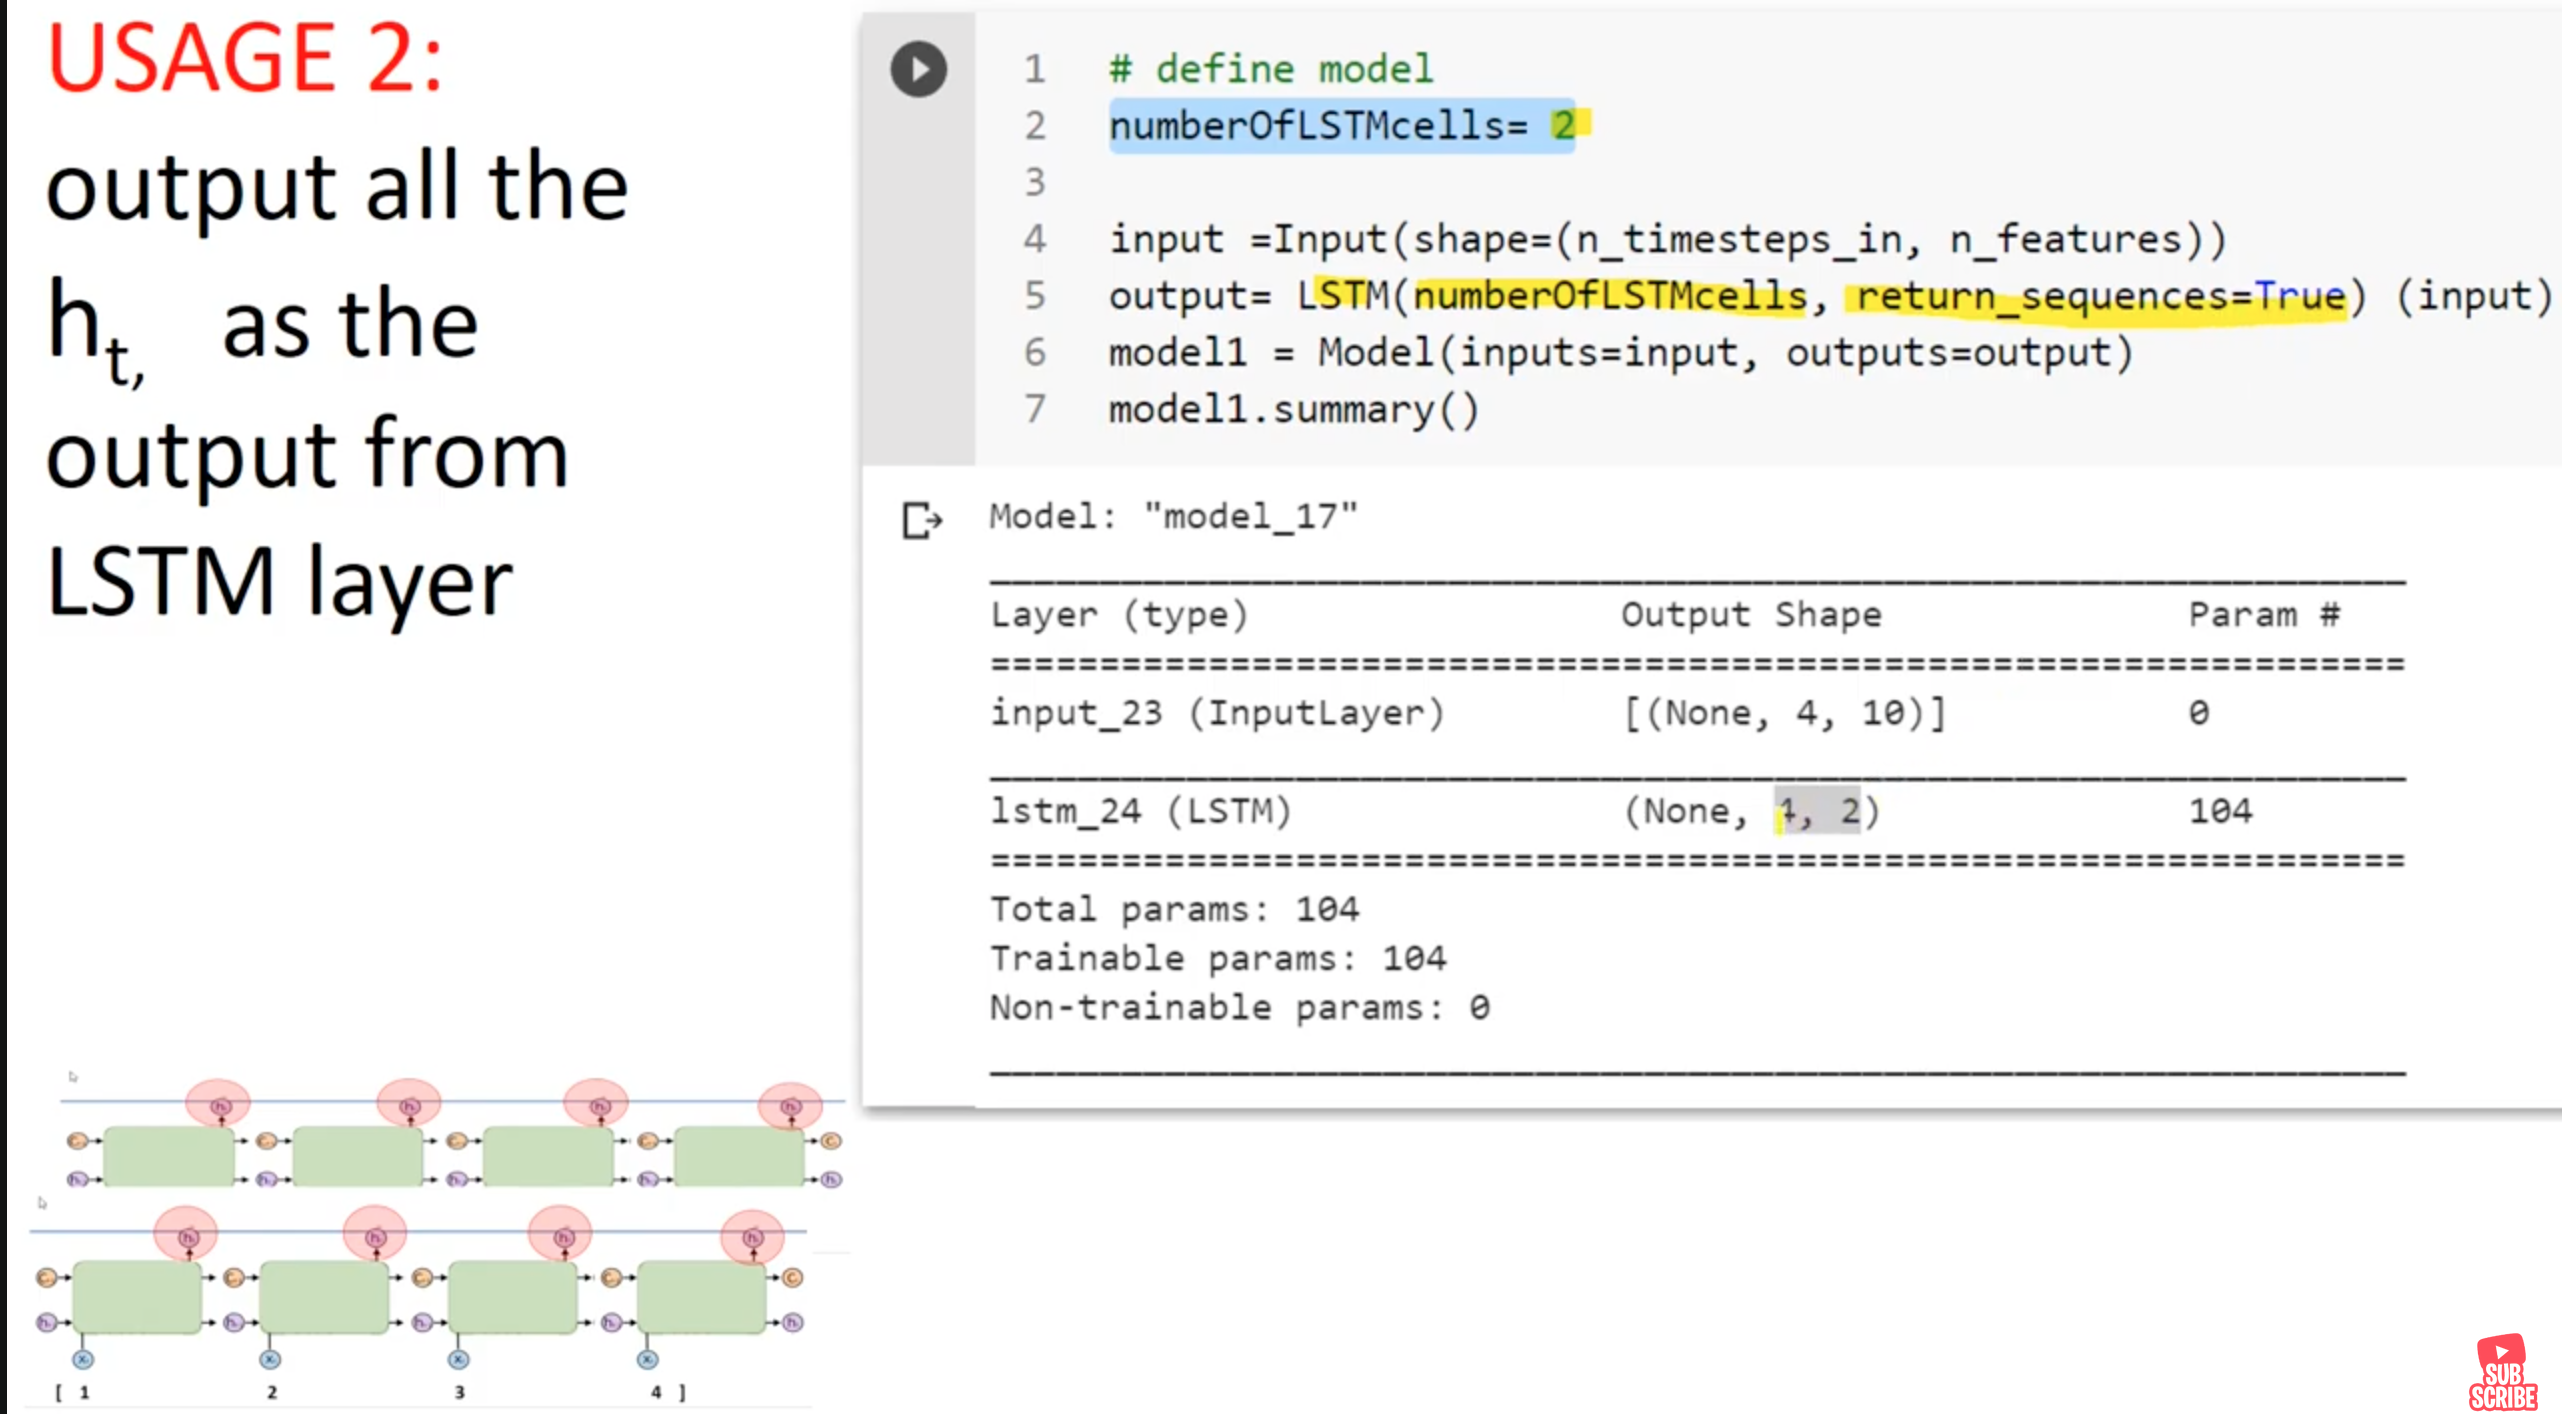 USAGE 2:
output all the
ht, as the
output from
LSTM layer
1 # define model
2 numberOfLSTMcells= 2
3
4 input =Input(shape=(n_timesteps_in, n_features))
5 output= LSTM(numberOfLSTMcells, return_sequences=True) (input)
6 model1 = Model(inputs=input, outputs=output)
7 model1.summary()
Model: "model_17"
Layer (type) Output Shape Param #
input_23 (InputLayer) [(None, 4, 10)] 0
lstm_24 (LSTM) (None, 4, 2) 104
Total params: 104
Trainable params: 104
Non-trainable params: 0
[ 1 2 3 4 ]
SUB
SCRIBE